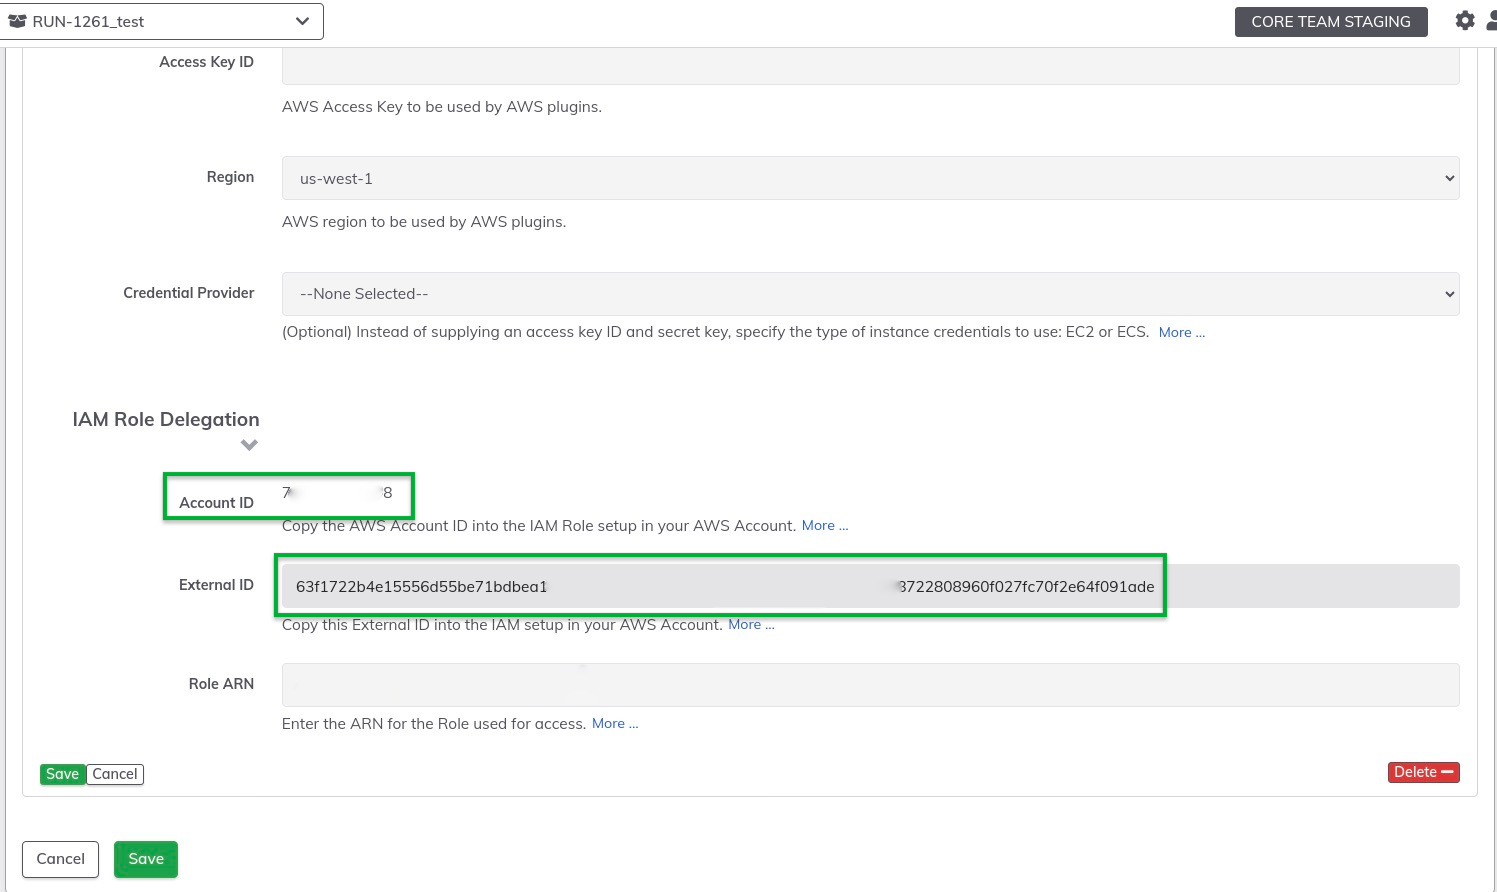 RUN-1261_test
CORE TEAM STAGING
Access Key ID
AWS Access Key to be used by AWS plugins.
Region
us-west-1
AWS region to be used by AWS plugins.
Credential Provider
--None Selected--
(Optional) Instead of supplying an access key ID and secret key, specify the type of instance credentials to use: EC2 or ECS. More ...
IAM Role Delegation
Account ID
7 8
Copy the AWS Account ID into the IAM Role setup in your AWS Account. More ...
External ID
63f1722b4e15556d55be71bdbea1 3722808960f027fc70f2e64f091ade
Copy this External ID into the IAM setup in your AWS Account. More ...
Role ARN
Enter the ARN for the Role used for access. More ...
Save Cancel
Delete
Cancel Save